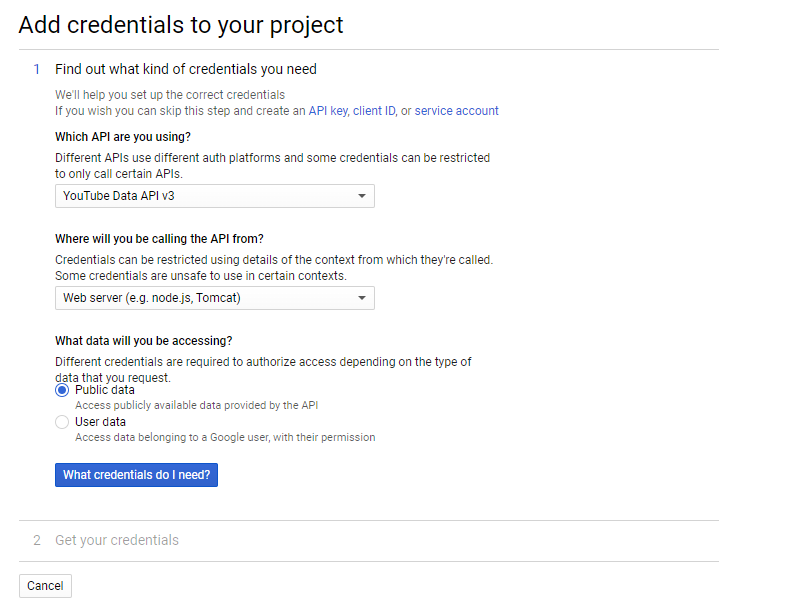 Add credentials to your project
1 Find out what kind of credentials you need
We'll help you set up the correct credentials
If you wish you can skip this step and create an API key, client ID, or service account
Which API are you using?
Different APIs use different auth platforms and some credentials can be restricted
to only call certain APIs.
YouTube Data API v3
Where will you be calling the API from?
Credentials can be restricted using details of the context from which they're called.
Some credentials are unsafe to use in certain contexts.
Web server (e.g. node.js, Tomcat)
What data will you be accessing?
Different credentials are required to authorize access depending on the type of
data that you request.
Public data
Access publicly available data provided by the API
User data
Access data belonging to a Google user, with their permission
What credentials do I need?
2 Get your credentials
Cancel